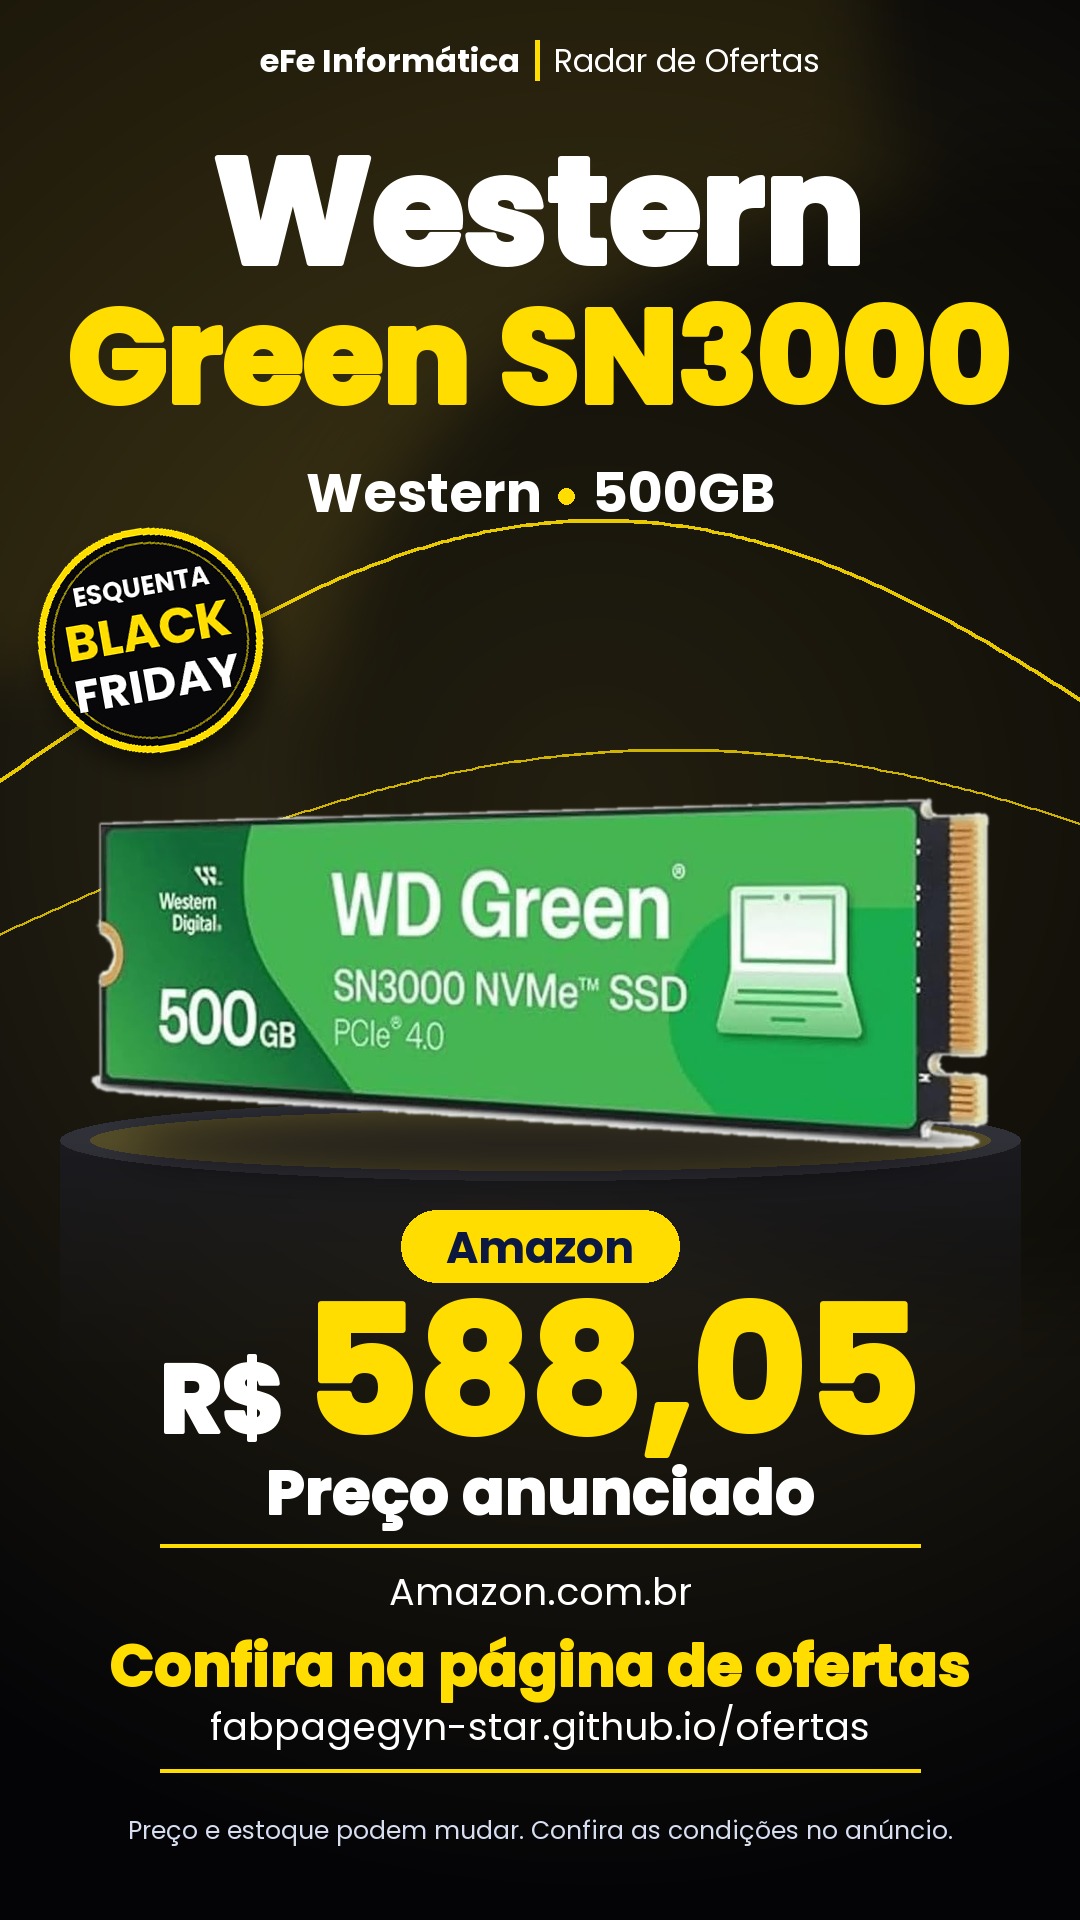 eFe Informática | Radar de Ofertas
Western
Green SN3000
Western • 500GB
ESQUENTA
BLACK
FRIDAY
Western
Digital®
500GB
WD Green®
SN3000 NVMe™ SSD
PCIe® 4.0
M
Amazon
R$ 588,05
Preço anunciado
Amazon.com.br
Confira na página de ofertas
fabpagegyn-star.github.io/ofertas
Preço e estoque podem mudar. Confira as condições no anúncio.